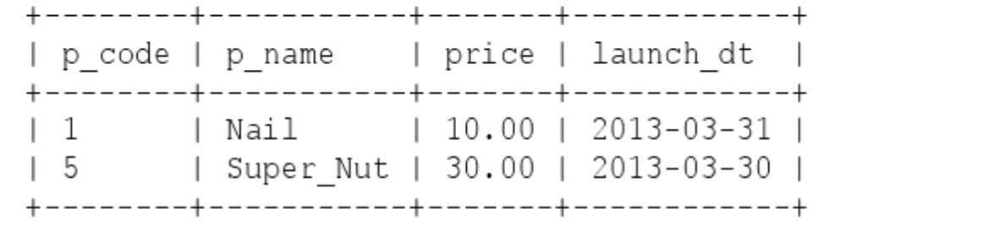 +--------+-----------+-------+------------+
| p_code | p_name    | price | launch_dt  |
+--------+-----------+-------+------------+
| 1      | Nail      | 10.00 | 2013-03-31 |
| 5      | Super_Nut | 30.00 | 2013-03-30 |
+--------+-----------+-------+------------+